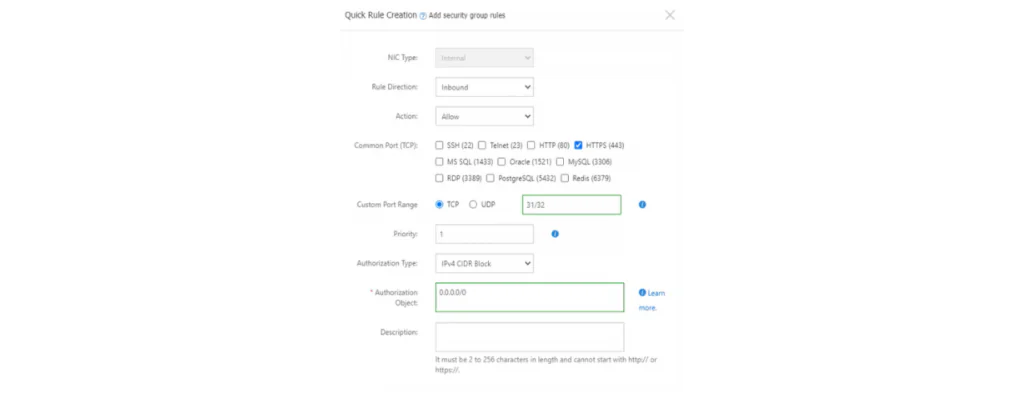 Quick Rule Creation ? Add security group rules
NIC Type: Internal
Rule Direction: Inbound
Action: Allow
Common Port (TCP): SSH (22) Telnet (23) HTTP (80) HTTPS (443)
MS SQL (1433) Oracle (1521) MySQL (3306)
RDP (3389) PostgreSQL (5432) Redis (6379)
Custom Port Range TCP UDP 31/32
Priority: 1
Authorization Type: IPv4 CIDR Block
* Authorization 0.0.0.0/0 Learn
Object: more.
Description:
It must be 2 to 256 characters in length and cannot start with http:// or
https://.